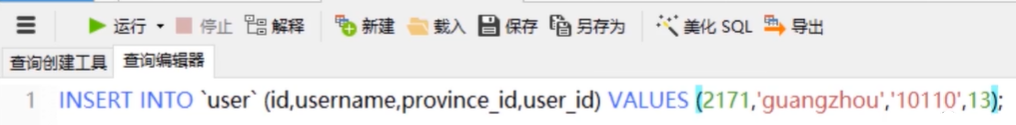 运行 停止 解释 新建 载入 保存 另存为 美化 SQL 导出
查询创建工具 查询编辑器
1 INSERT INTO `user` (id,username,province_id,user_id) VALUES (2171,'guangzhou','10110',13);